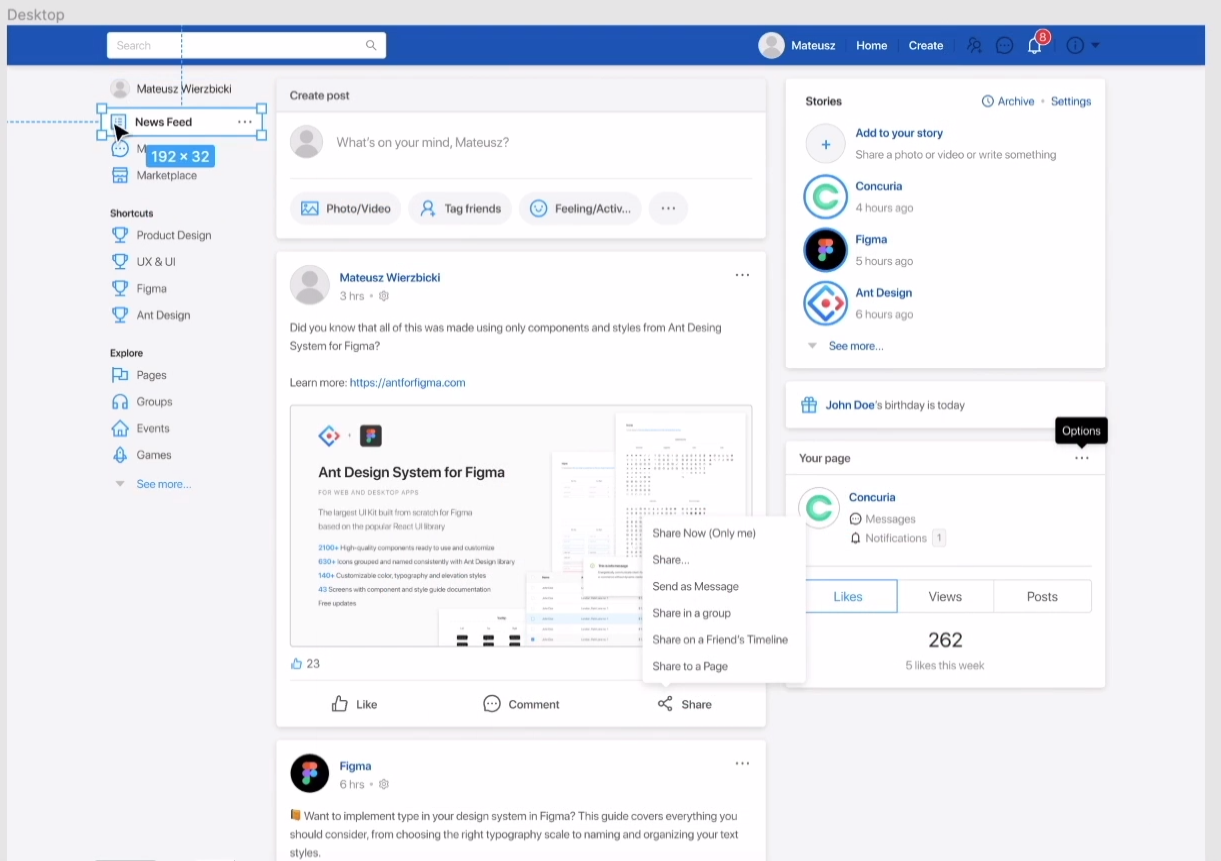 Desktop
Search
Mateusz
Home
Create
8
Mateusz Wierzbicki
News Feed
192 × 32
Marketplace
Shortcuts
Product Design
UX & UI
Figma
Ant Design
Explore
Pages
Groups
Events
Games
See more...
Create post
What's on your mind, Mateusz?
Photo/Video
Tag friends
Feeling/Activ...
Mateusz Wierzbicki
3 hrs
Did you know that all of this was made using only components and styles from Ant Desing
System for Figma?
Learn more: https://antforfigma.com
Ant Design System for Figma
FOR WEB AND DESKTOP APPS
The largest UI Kit built from scratch for Figma
based on the popular React UI library
2100+ High-quality components ready to use and customize
630+ Icons grouped and named consistently with Ant Design library
140+ Customizable color, typography and elevation styles
43 Screens with component and style guide documentation
Free updates
23
Like
Comment
Share
Share Now (Only me)
Share...
Send as Message
Share in a group
Share on a Friend's Timeline
Share to a Page
Figma
6 hrs
Want to implement type in your design system in Figma? This guide covers everything you
should consider, from choosing the right typography scale to naming and organizing your text
styles.
Stories
Archive • Settings
Add to your story
Share a photo or video or write something
Concuria
4 hours ago
Figma
5 hours ago
Ant Design
6 hours ago
See more...
John Doe's birthday is today
Options
Your page
Concuria
Messages
Notifications 1
Likes
Views
Posts
262
5 likes this week